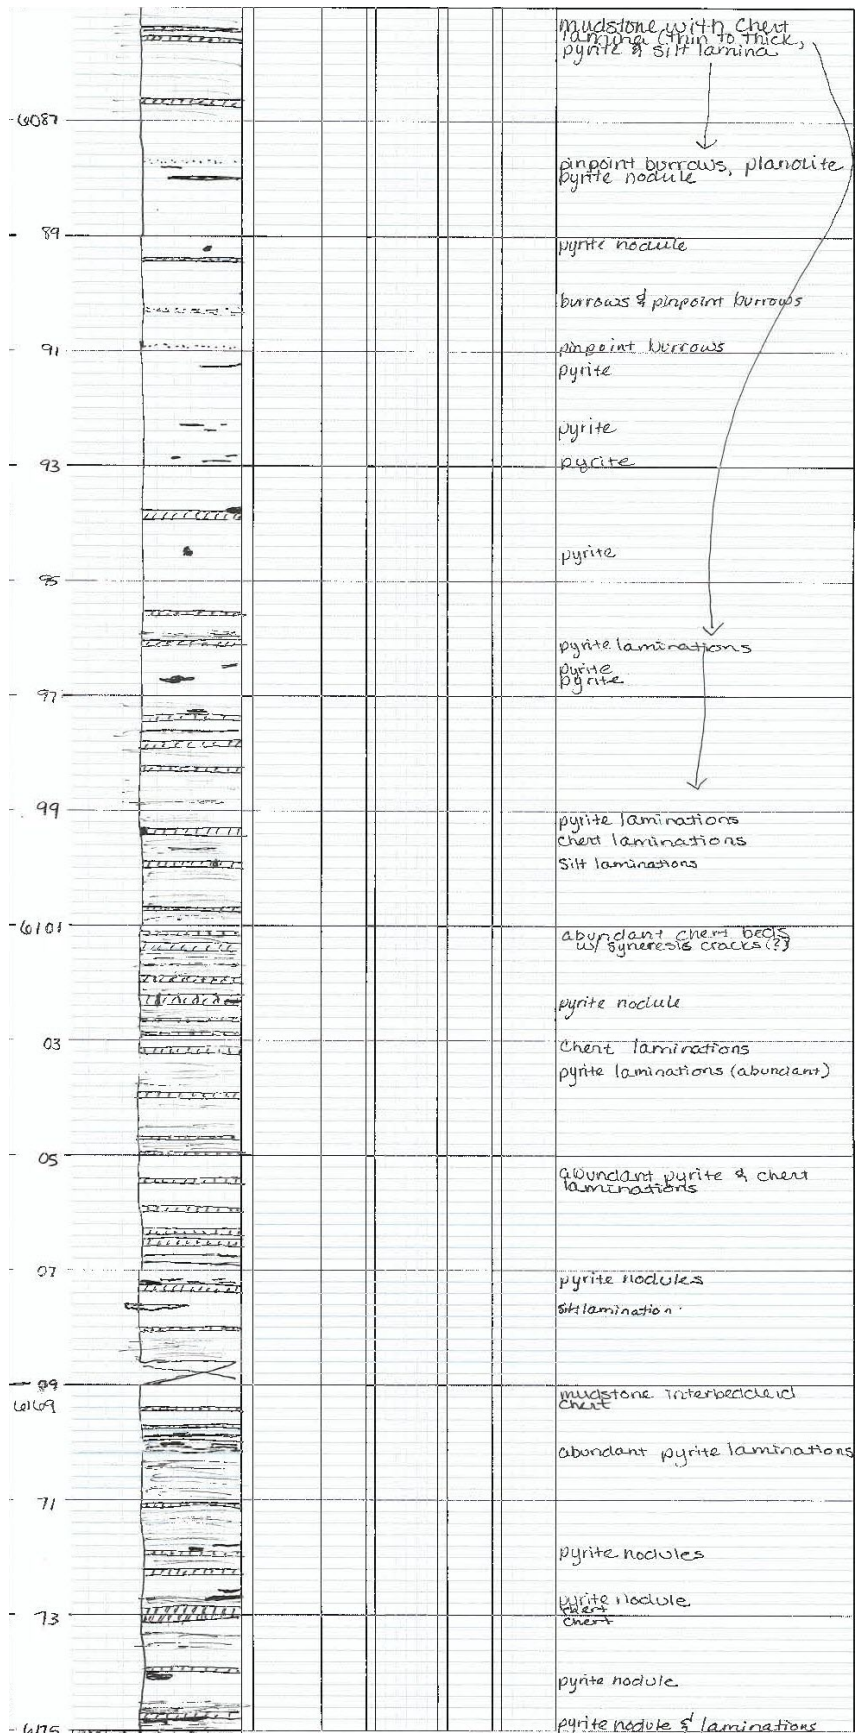 mudstone with Chert
lamina (thin to thick,
pyrite & silt lamina
6087
pinpoint burrows, planolite
pyrite nodule
89
pyrite nodule
burrows & pinpoint burrows
91
pinpoint burrows
pyrite
pyrite
93
pyrite
pyrite
95
pyrite laminations
pyrite
pyrite
97
99
pyrite laminations
chert laminations
Silt laminations
6101
abundant chert beds
w/ syneresis cracks(?)
pyrite nodule
03
Chert laminations
pyrite laminations (abundant)
05
abundant pyrite & chert
laminations
07
pyrite nodules
silt lamination
09
6169
mudstone interbedded
chert
abundant pyrite laminations
71
pyrite nodules
pyrite nodule
chert
73
chert
pyrite nodule
6175
pyrite nodule & laminations